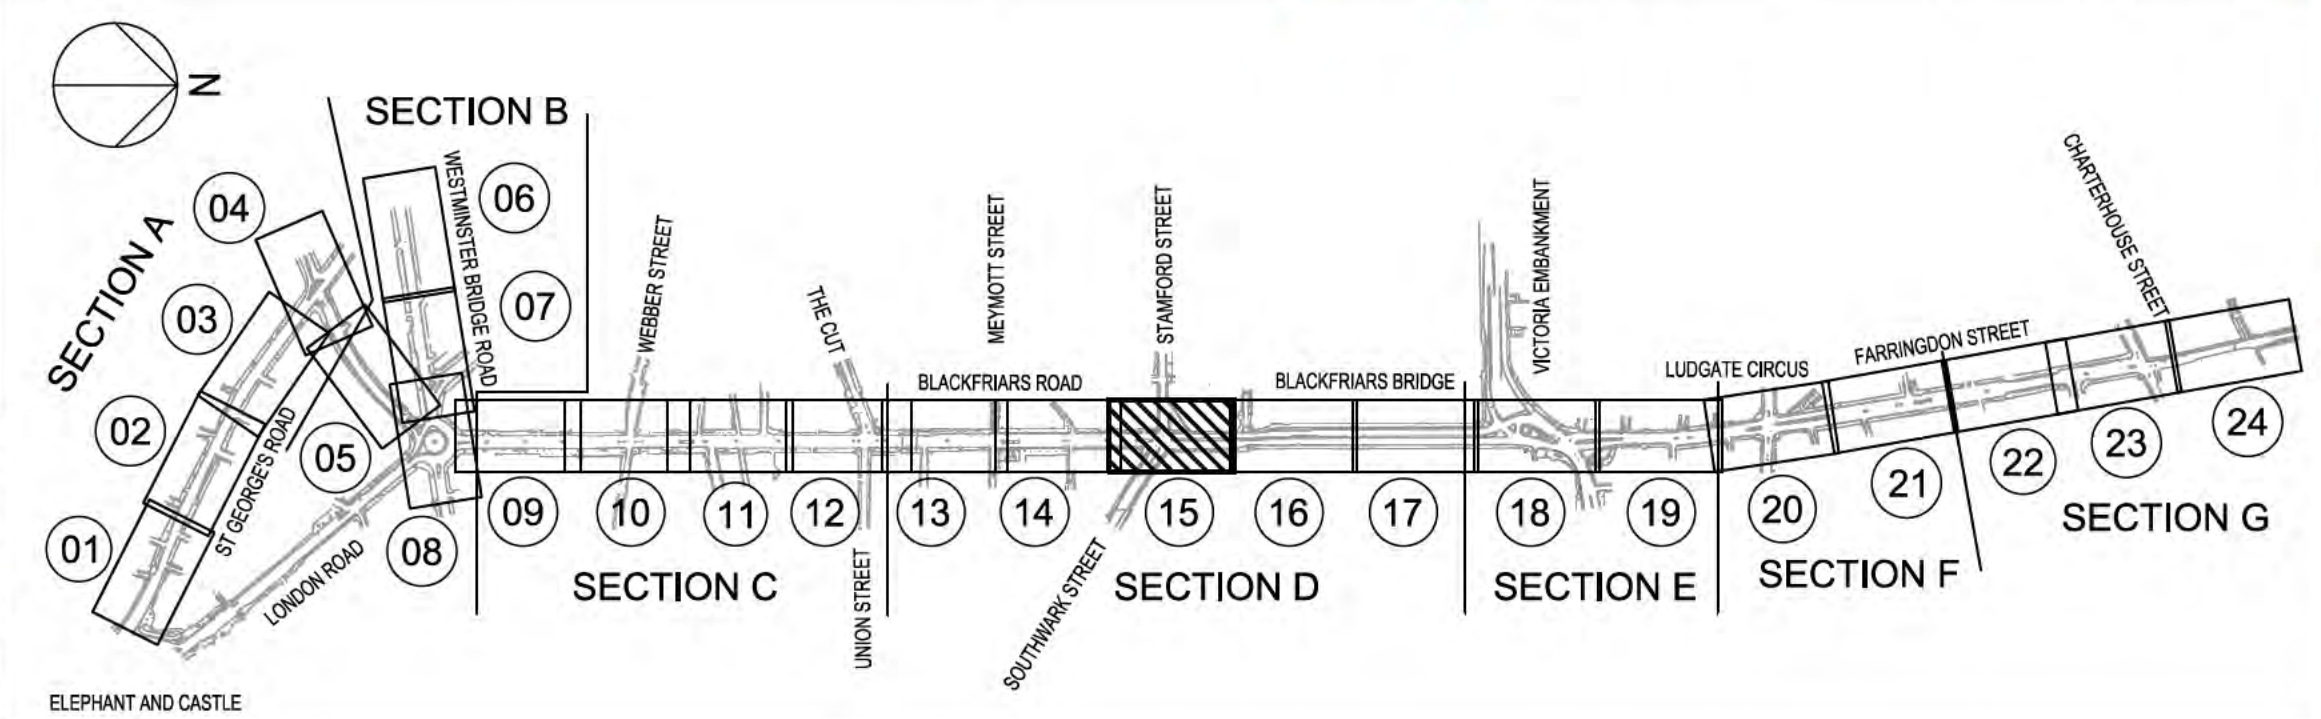 N
SECTION B
SECTION A
04
03
02
01
05
06
07
08
WESTMINSTER BRIDGE ROAD
ST GEORGE'S ROAD
LONDON ROAD
ELEPHANT AND CASTLE
WEBBER STREET
THE CUT
UNION STREET
09
10
11
12
SECTION C
MEYMOTT STREET
BLACKFRIARS ROAD
STAMFORD STREET
BLACKFRIARS BRIDGE
13
14
15
16
17
SOUTHWARK STREET
SECTION D
VICTORIA EMBANKMENT
18
19
SECTION E
LUDGATE CIRCUS
FARRINGDON STREET
20
21
SECTION F
CHARTERHOUSE STREET
22
23
24
SECTION G